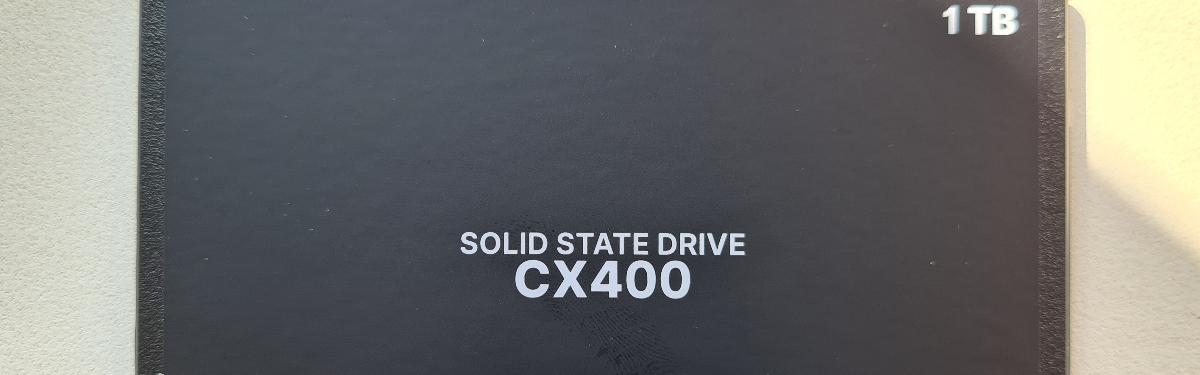 1 TB
SOLID STATE DRIVE
CX400